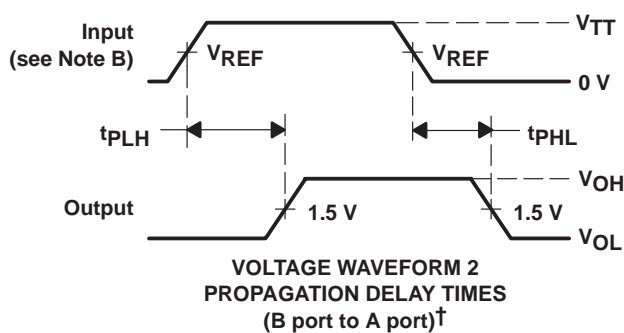 Input
(see Note B)
VREF
VREF
VTT
0 V
tPLH
tPHL
Output
1.5 V
1.5 V
VOH
VOL
VOLTAGE WAVEFORM 2
PROPAGATION DELAY TIMES
(B port to A port)†